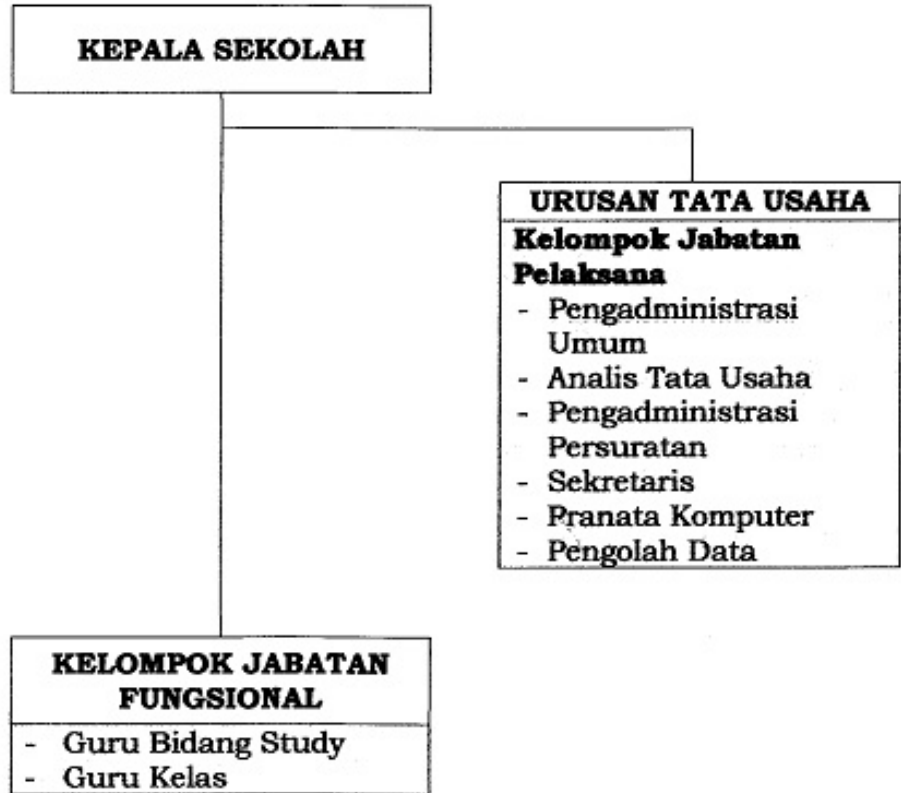 KEPALA SEKOLAH
URUSAN TATA USAHA
Kelompok Jabatan
Pelaksana
- Pengadministrasi
Umum
- Analis Tata Usaha
- Pengadministrasi
Persuratan
- Sekretaris
- Pranata Komputer
- Pengolah Data
KELOMPOK JABATAN
FUNGSIONAL
- Guru Bidang Study
- Guru Kelas